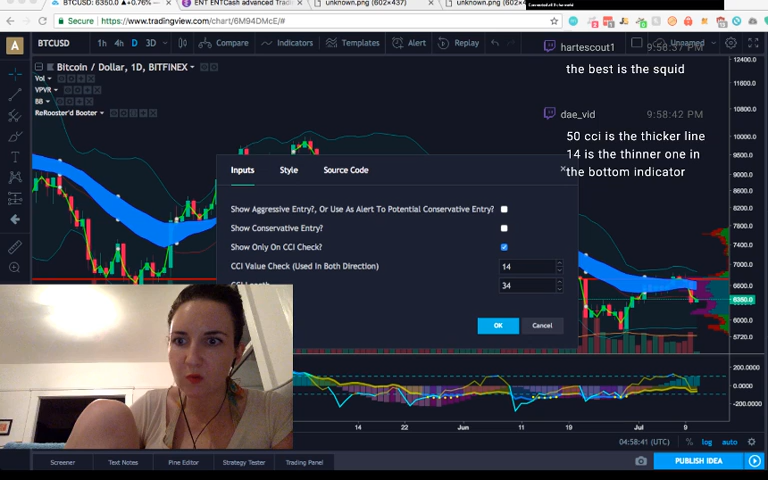 BTCUSD: 6350.0 ▲+0.76%
unknown.png (602×437)
unknown.png (602×
Secure
https://www.tradingview.com/chart/6M94DMcE/#
BTCUSD 1h 4h D 3D Compare Indicators Templates Alert Replay Unnamed
hartescout1 9:58:37 PM
the best is the squid
Bitcoin / Dollar, 1D, BITFINEX
Vol
VPVR
BB
ReRooster'd Booter
dae_vid 9:58:42 PM
50 cci is the thicker line
14 is the thinner one in
the bottom indicator
Inputs Style Source Code
Show Aggressive Entry?, Or Use As Alert To Potential Conservative Entry?
Show Conservative Entry?
Show Only On CCI Check?
CCI Value Check (Used In Both Direction) 14
34
OK Cancel
12400.0
10800.0
10000.0
9500.0
9000.0
8600.0
8200.0
7800.0
7400.0
7000.0
6600.0
6350.0
6000.0
5720.0
200.0000
0.0000
-200.0000
14 22 Jun 11 19 Jul 9
04:58:41 (UTC) % log auto
Screener Text Notes Pine Editor Strategy Tester Trading Panel PUBLISH IDEA